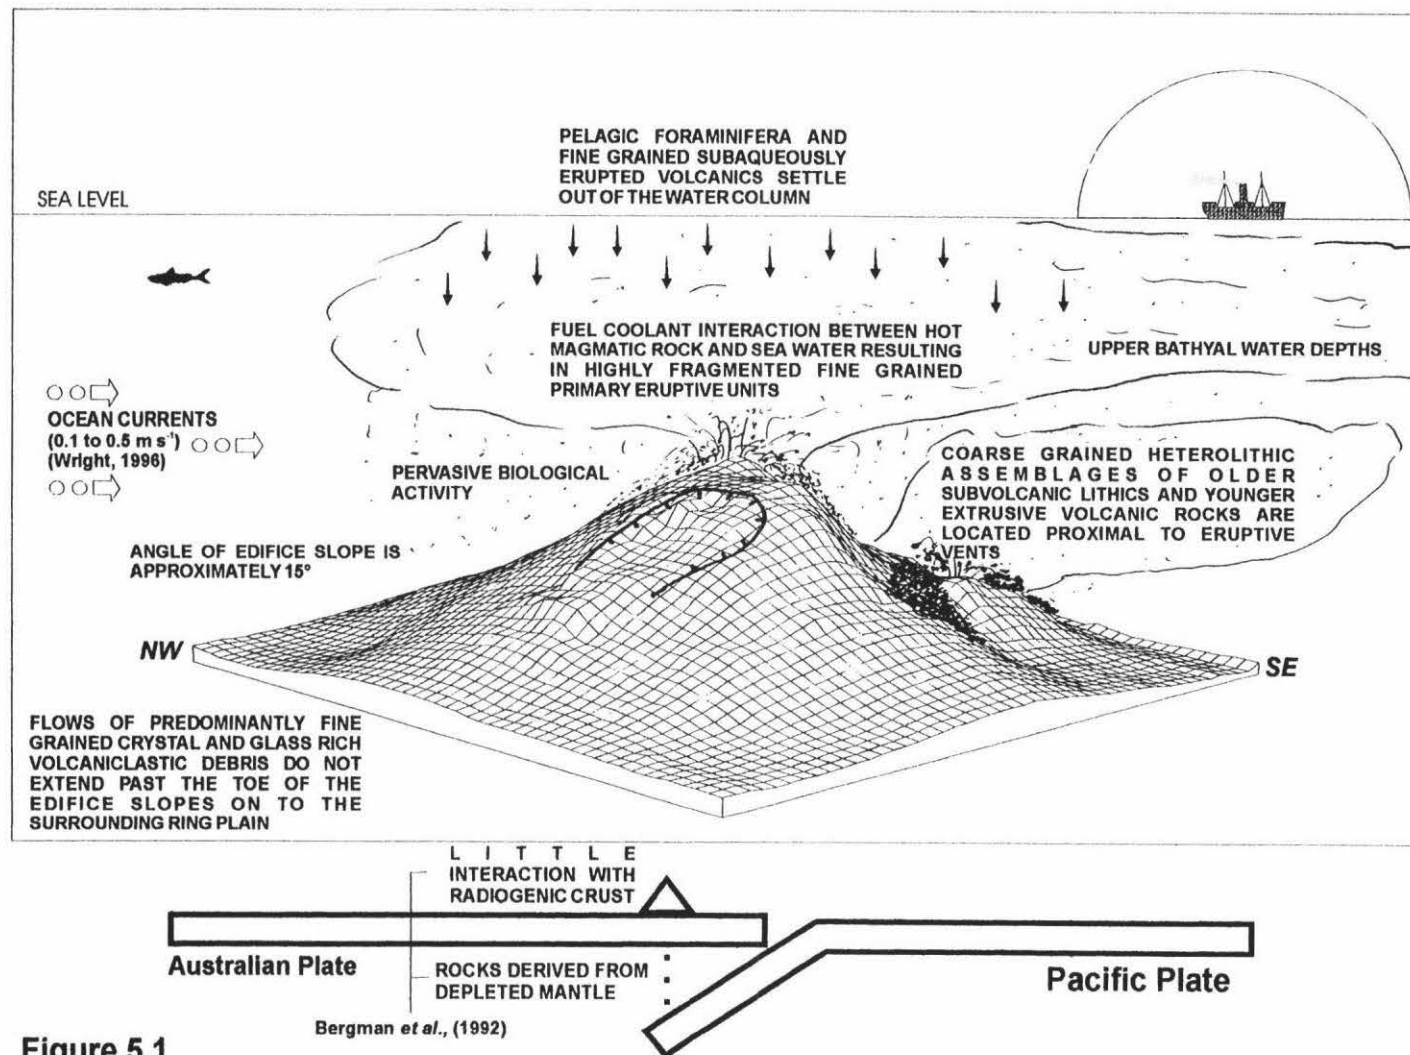 PELAGIC FORAMINIFERA AND
FINE GRAINED SUBAQUEOUSLY
ERUPTED VOLCANICS SETTLE
OUT OF THE WATER COLUMN
SEA LEVEL
FUEL COOLANT INTERACTION BETWEEN HOT
MAGMATIC ROCK AND SEA WATER RESULTING
IN HIGHLY FRAGMENTED FINE GRAINED
PRIMARY ERUPTIVE UNITS
UPPER BATHYAL WATER DEPTHS
OCEAN CURRENTS
(0.1 to 0.5 m s⁻¹)
(Wright, 1996)
PERVASIVE BIOLOGICAL
ACTIVITY
COARSE GRAINED HETEROLITHIC
ASSEMBLAGES OF OLDER
SUBVOLCANIC LITHICS AND YOUNGER
EXTRUSIVE VOLCANIC ROCKS ARE
LOCATED PROXIMAL TO ERUPTIVE
VENTS
ANGLE OF EDIFICE SLOPE IS
APPROXIMATELY 15°
NW
SE
FLOWS OF PREDOMINANTLY FINE
GRAINED CRYSTAL AND GLASS RICH
VOLCANICLASTIC DEBRIS DO NOT
EXTEND PAST THE TOE OF THE
EDIFICE SLOPES ON TO THE
SURROUNDING RING PLAIN
LITTLE
INTERACTION WITH
RADIOGENIC CRUST
Australian Plate
ROCKS DERIVED FROM
DEPLETED MANTLE
Pacific Plate
Bergman et al., (1992)
Figure 5.1